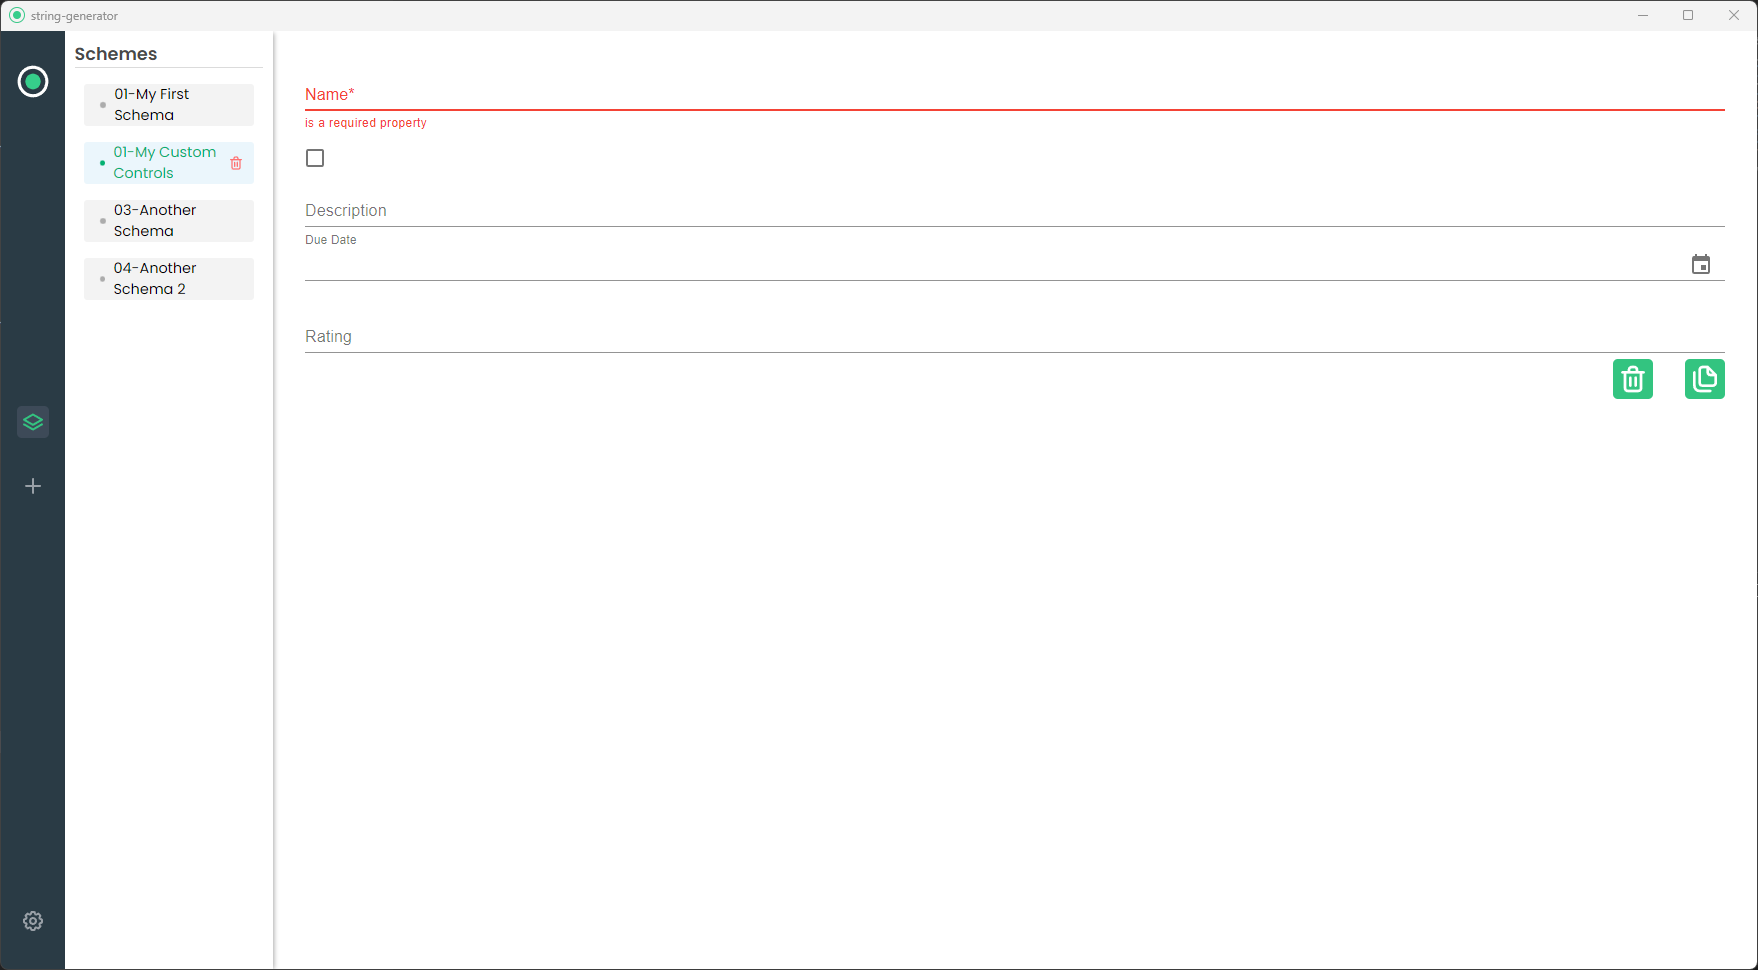 string-generator
Schemes
01-My First
Schema
01-My Custom
Controls
03-Another
Schema
04-Another
Schema 2
Name*
is a required property
Description
Due Date
Rating